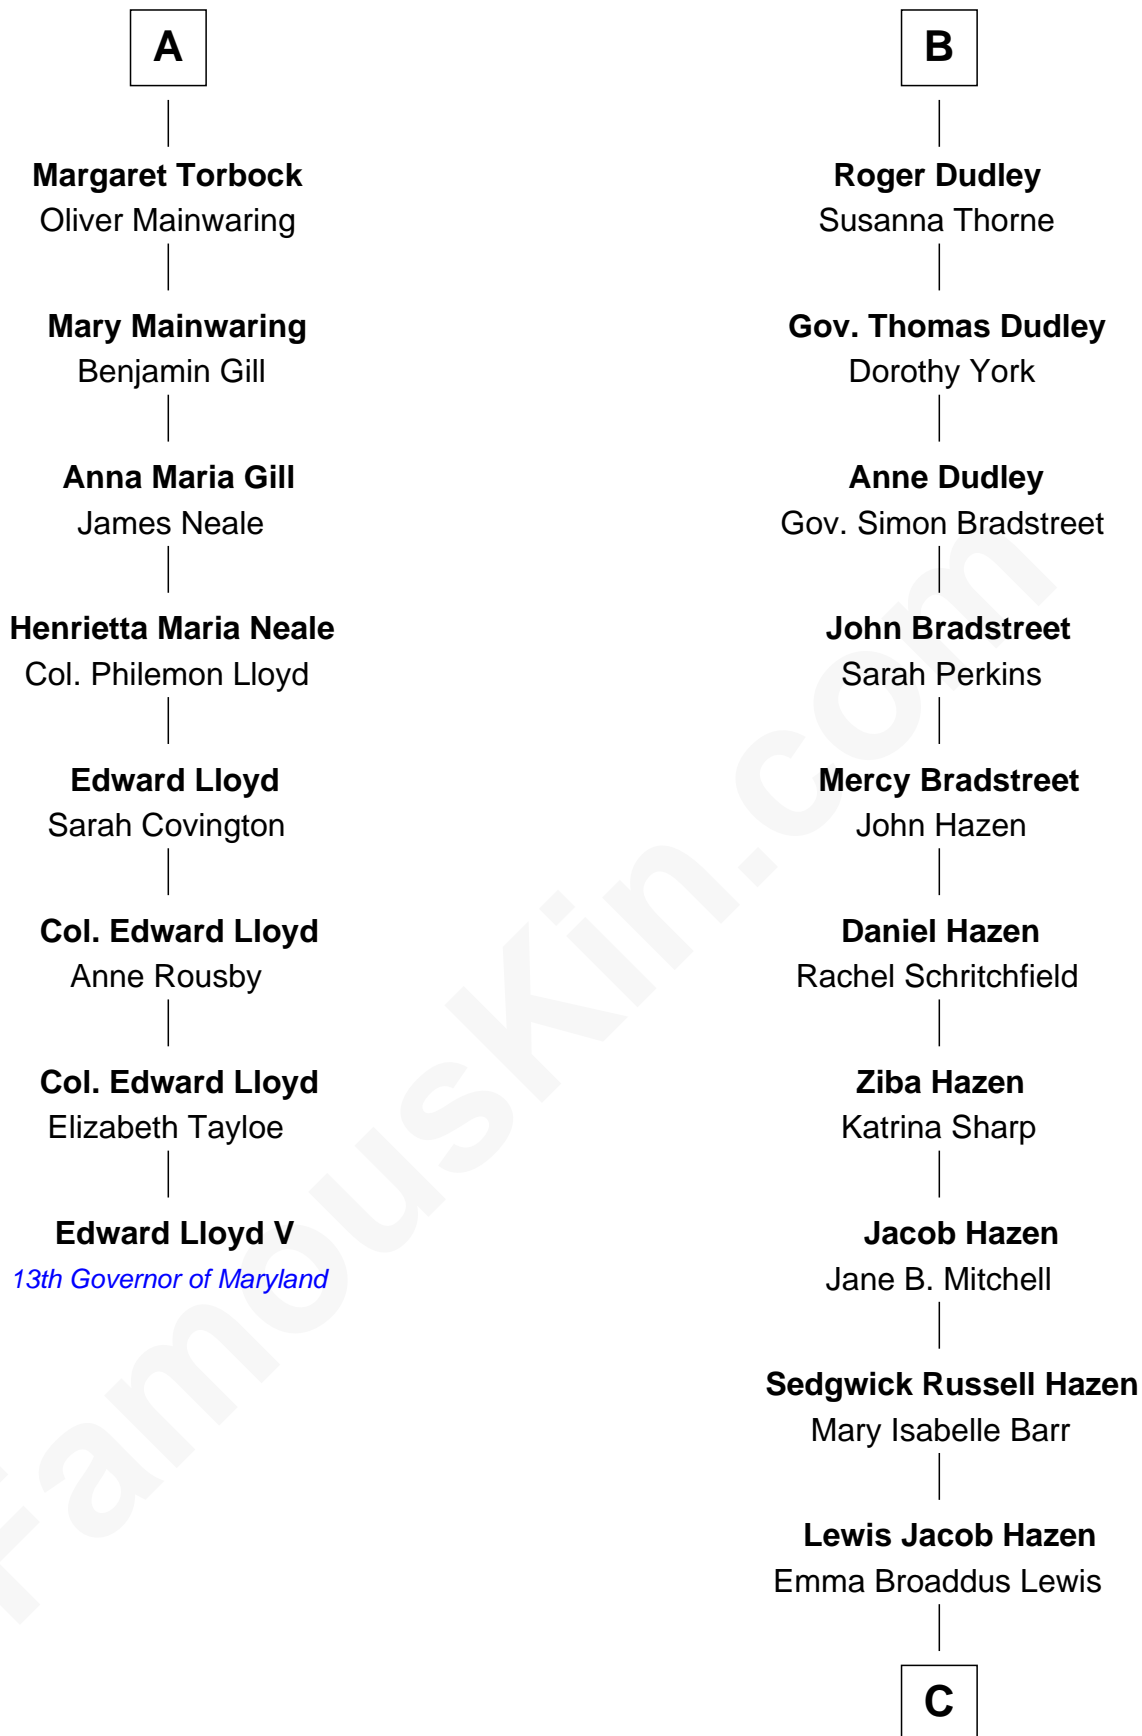 A
Margaret Torbock
Oliver Mainwaring
Mary Mainwaring
Benjamin Gill
Anna Maria Gill
James Neale
Henrietta Maria Neale
Col. Philemon Lloyd
Edward Lloyd
Sarah Covington
Col. Edward Lloyd
Anne Rousby
Col. Edward Lloyd
Elizabeth Tayloe
Edward Lloyd V
13th Governor of Maryland
B
Roger Dudley
Susanna Thorne
Gov. Thomas Dudley
Dorothy York
Anne Dudley
Gov. Simon Bradstreet
John Bradstreet
Sarah Perkins
Mercy Bradstreet
John Hazen
Daniel Hazen
Rachel Schritchfield
Ziba Hazen
Katrina Sharp
Jacob Hazen
Jane B. Mitchell
Sedgwick Russell Hazen
Mary Isabelle Barr
Lewis Jacob Hazen
Emma Broaddus Lewis
C
FamousKin.com